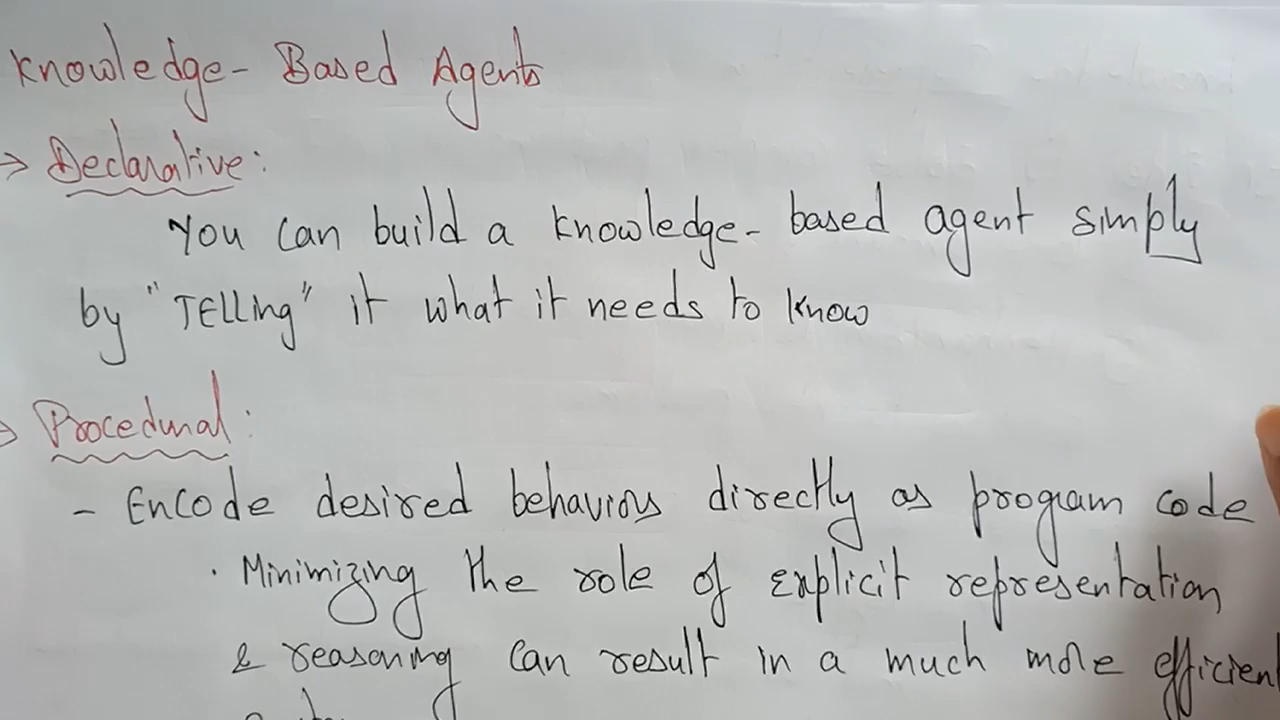 Knowledge-Based Agents
→ Declarative:
You can build a knowledge-based agent simply
by "TELLing" it what it needs to know
→ Procedural:
- Encode desired behaviors directly as program code
· Minimizing the role of explicit representation
& reasoning can result in a much more efficient